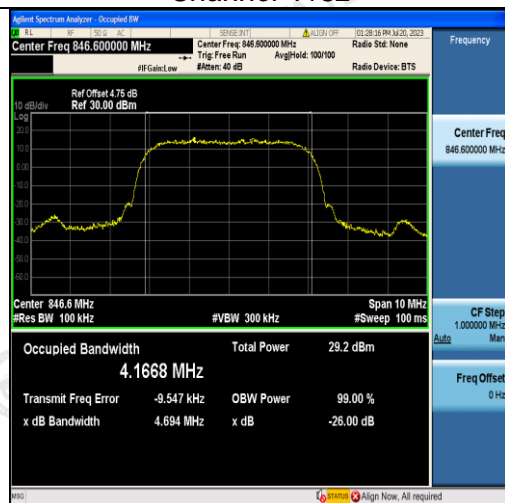 Agilent Spectrum Analyzer - Occupied BW
RL RF 50 Ω AC SENSE:INT ALIGN OFF 01:28:16 PM Jul 20, 2023
Center Freq 846.600000 MHz
Center Freq: 846.600000 MHz
Radio Std: None
Trig: Free Run Avg|Hold: 100/100
#IFGain:Low #Atten: 40 dB Radio Device: BTS
Frequency
Ref Offset 4.75 dB
10 dB/div Ref 30.00 dBm
Log
20.0
10.0
0.00
-10.0
-20.0
-30.0
-40.0
-50.0
-60.0
Center Freq
846.600000 MHz
Center 846.6 MHz Span 10 MHz
#Res BW 100 kHz #VBW 300 kHz #Sweep 100 ms
CF Step
1.000000 MHz
Auto Man
Occupied Bandwidth Total Power 29.2 dBm
4.1668 MHz
Transmit Freq Error -9.547 kHz OBW Power 99.00 %
x dB Bandwidth 4.694 MHz x dB -26.00 dB
Freq Offset
0 Hz
MSG STATUS Align Now, All required